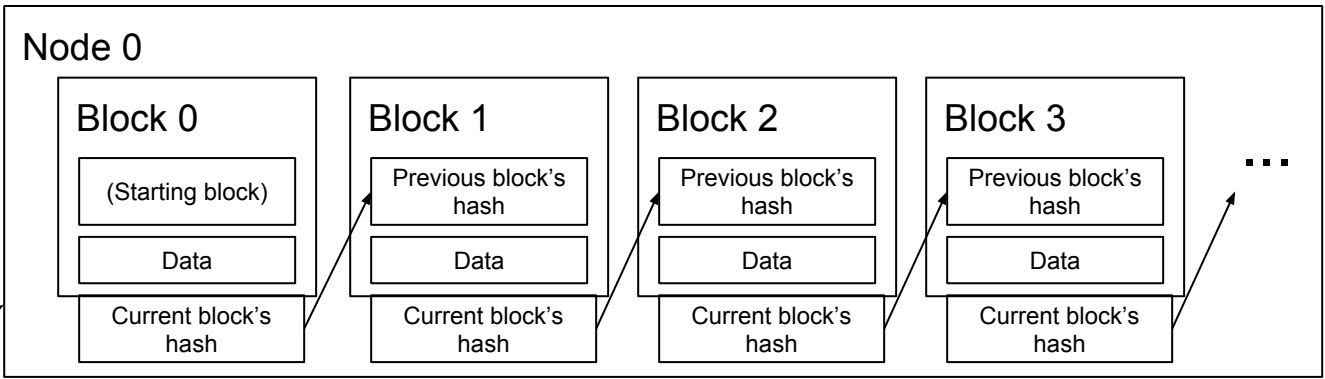 Node 0
Block 0
Block 1
Block 2
Block 3
(Starting block)
Previous block’s
hash
Previous block’s
hash
Previous block’s
hash
...
Data
Data
Data
Data
Current block’s
hash
Current block’s
hash
Current block’s
hash
Current block’s
hash